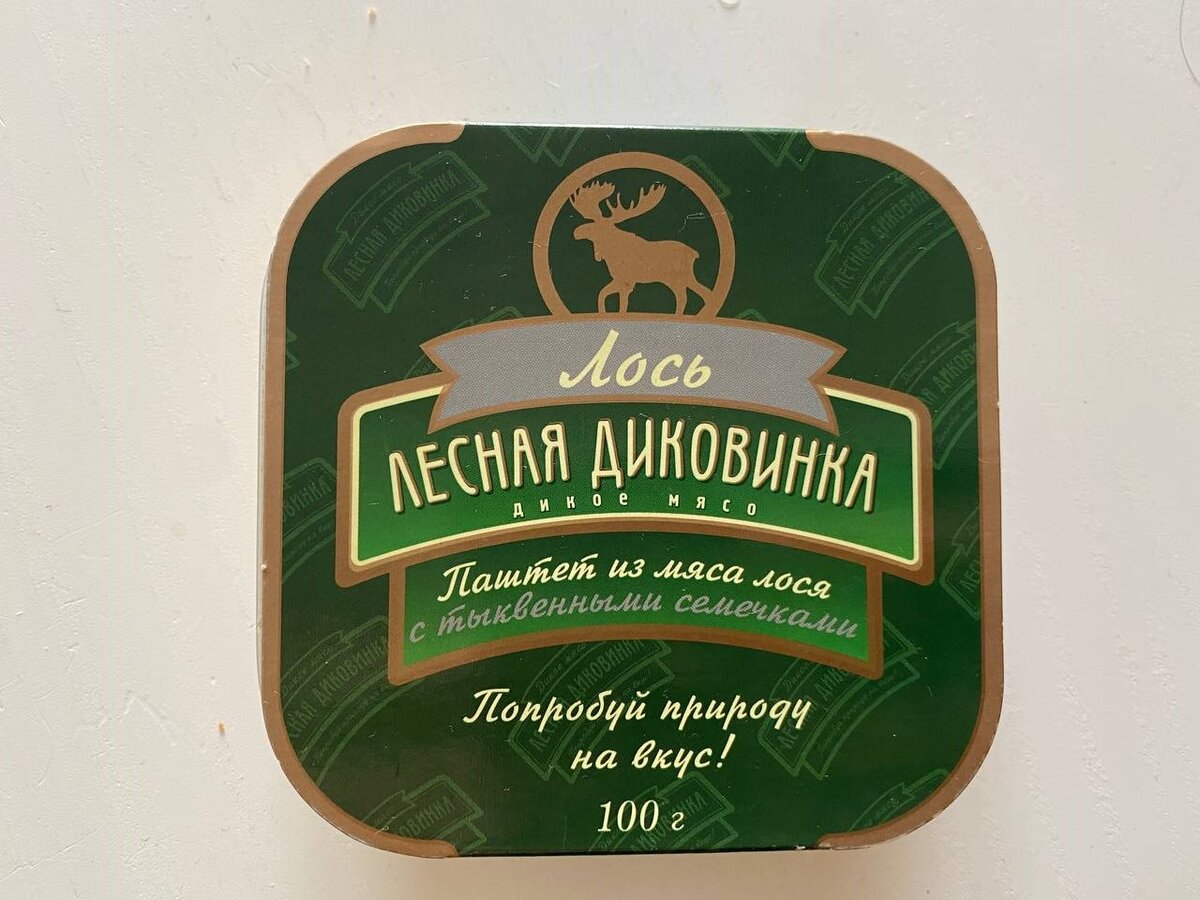 Лось
ЛЕСНАЯ ДИКОВИНКА
дикое мясо
Паштет из мяса лося
с тыквенными семечками
Попробуй природу
на вкус!
100 г